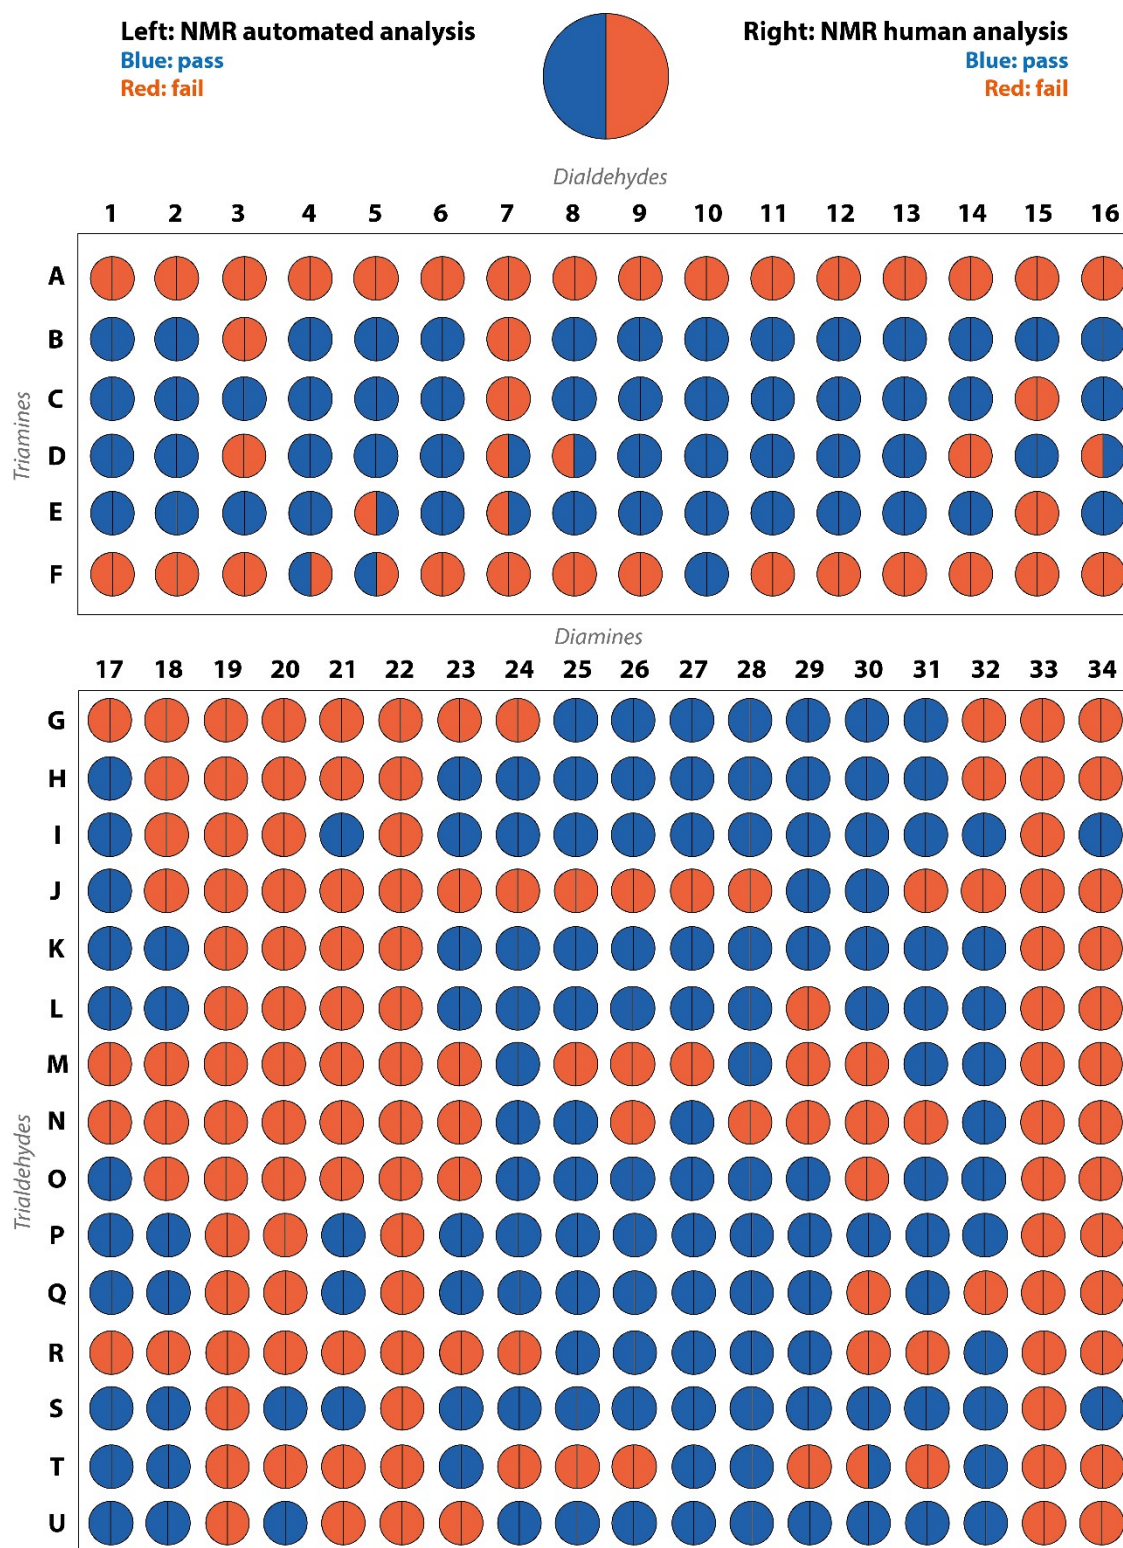 Left: NMR automated analysis
Blue: pass
Red: fail
Right: NMR human analysis
Blue: pass
Red: fail
Dialdehydes
1 2 3 4 5 6 7 8 9 10 11 12 13 14 15 16
Triamines
A
B
C
D
E
F
Diamines
17 18 19 20 21 22 23 24 25 26 27 28 29 30 31 32 33 34
Trialdehydes
G
H
I
J
K
L
M
N
O
P
Q
R
S
T
U